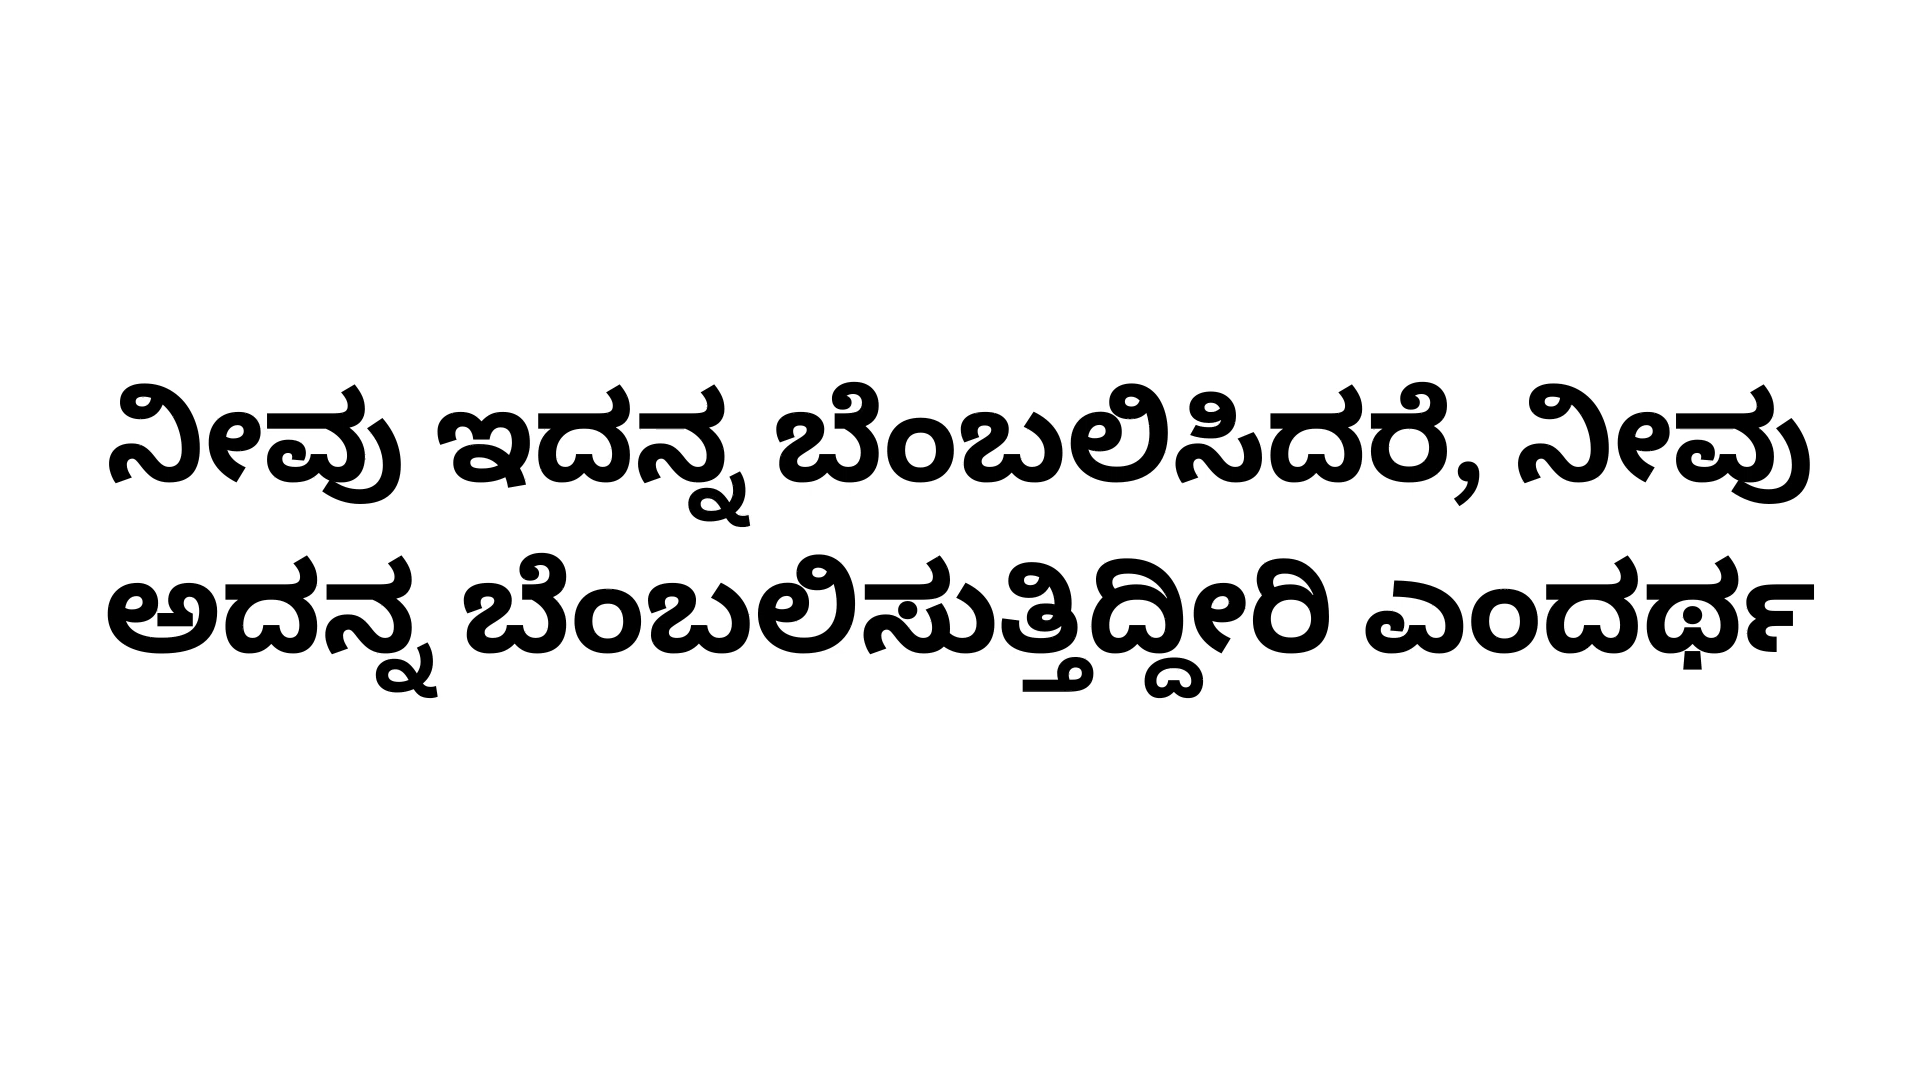 ನೀವು ಇದನ್ನ ಬೆಂಬಲಿಸಿದರೆ, ನೀವು
ಅದನ್ನ ಬೆಂಬಲಿಸುತ್ತಿದ್ದೀರಿ ಎಂದರ್ಥ